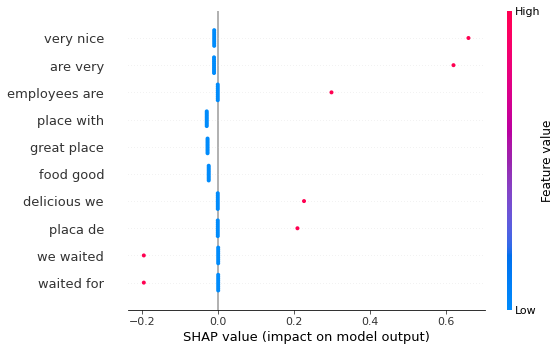 High
very nice
are very
employees are
place with
great place
food good
delicious we
placa de
we waited
waited for
Feature value
Low
−0.2 0.0 0.2 0.4 0.6
SHAP value (impact on model output)